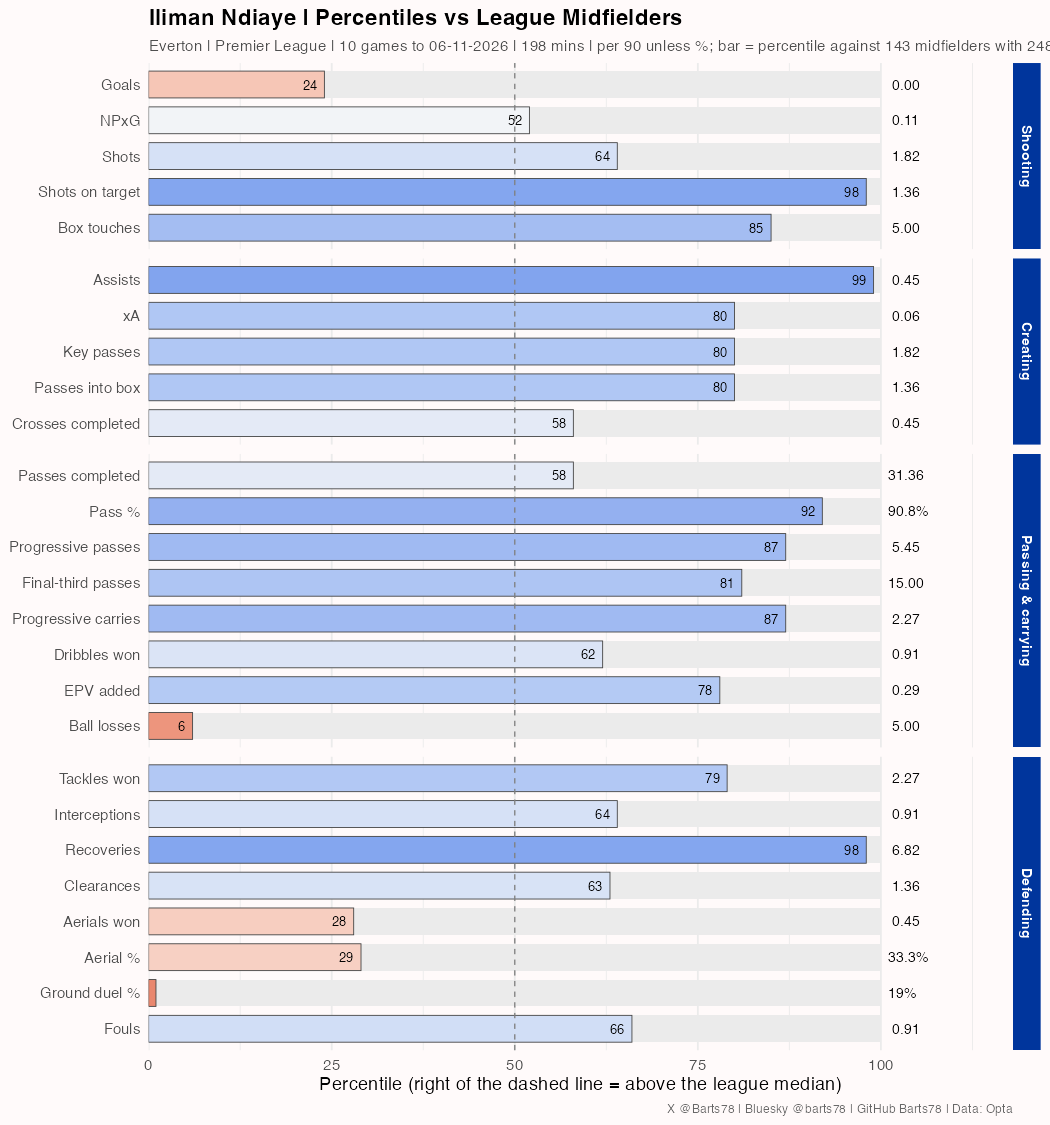 Iliman Ndiaye | Percentiles vs League Midfielders
Everton | Premier League | 10 games to 06-11-2026 | 198 mins | per 90 unless %; bar = percentile against 143 midfielders with 248
Goals 24 0.00
NPxG 52 0.11
Shots 64 1.82
Shots on target 98 1.36
Box touches 85 5.00
Shooting
Assists 99 0.45
xA 80 0.06
Key passes 80 1.82
Passes into box 80 1.36
Crosses completed 58 0.45
Creating
Passes completed 58 31.36
Pass % 92 90.8%
Progressive passes 87 5.45
Final-third passes 81 15.00
Progressive carries 87 2.27
Dribbles won 62 0.91
EPV added 78 0.29
Ball losses 6 5.00
Passing & carrying
Tackles won 79 2.27
Interceptions 64 0.91
Recoveries 98 6.82
Clearances 63 1.36
Aerials won 28 0.45
Aerial % 29 33.3%
Ground duel % 19%
Fouls 66 0.91
Defending
0 25 50 75 100
Percentile (right of the dashed line = above the league median)
X @Barts78 | Bluesky @barts78 | GitHub Barts78 | Data: Opta